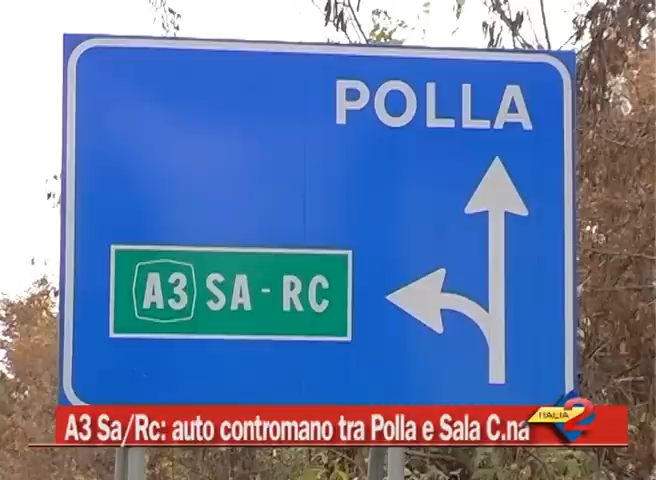 POLLA
A3 SA - RC
A3 Sa/Rc: auto contromano tra Polla e Sala C.na
ITALIA 2